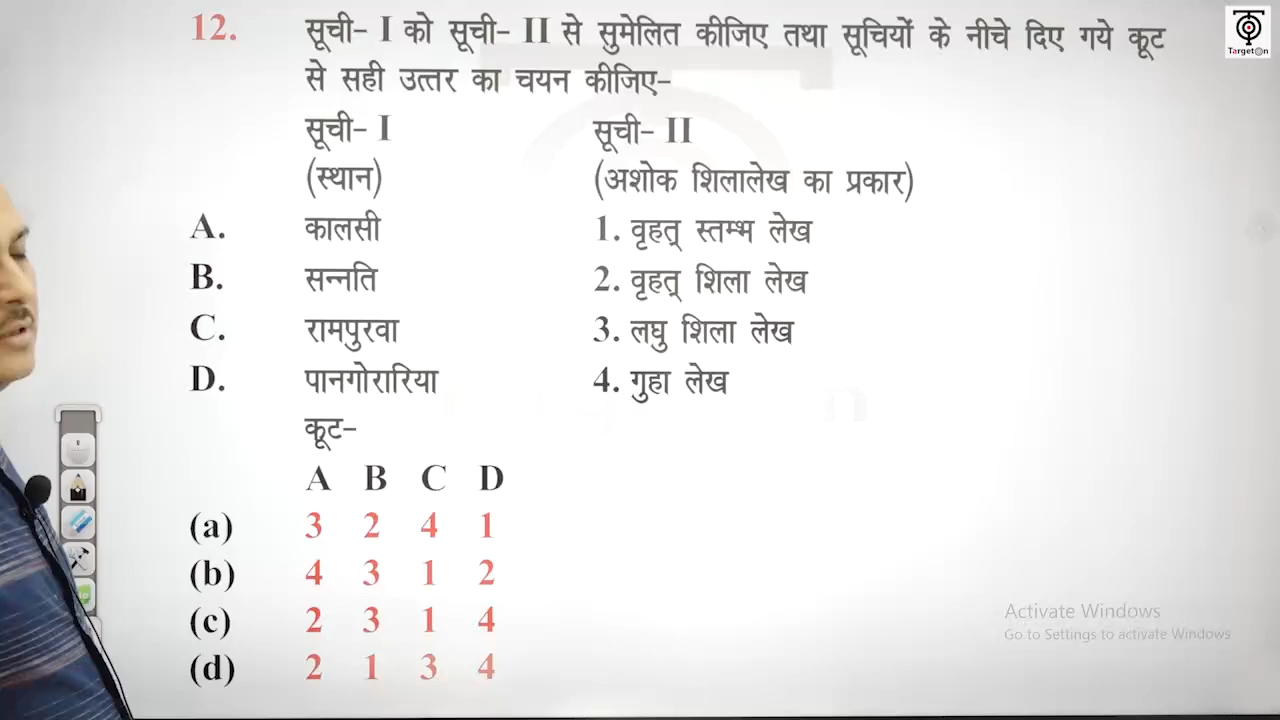 12. सूची- I को सूची- II से सुमेलित कीजिए तथा सूचियों के नीचे दिए गये कूट
से सही उत्तर का चयन कीजिए-
सूची- I सूची- II
(स्थान) (अशोक शिलालेख का प्रकार)
A. कालसी 1. वृहत् स्तम्भ लेख
B. सन्नति 2. वृहत् शिला लेख
C. रामपुरवा 3. लघु शिला लेख
D. पानगोरारिया 4. गुहा लेख
कूट-
A B C D
(a) 3 2 4 1
(b) 4 3 1 2
(c) 2 3 1 4
(d) 2 1 3 4
TargetOn
Activate Windows
Go to Settings to activate Windows